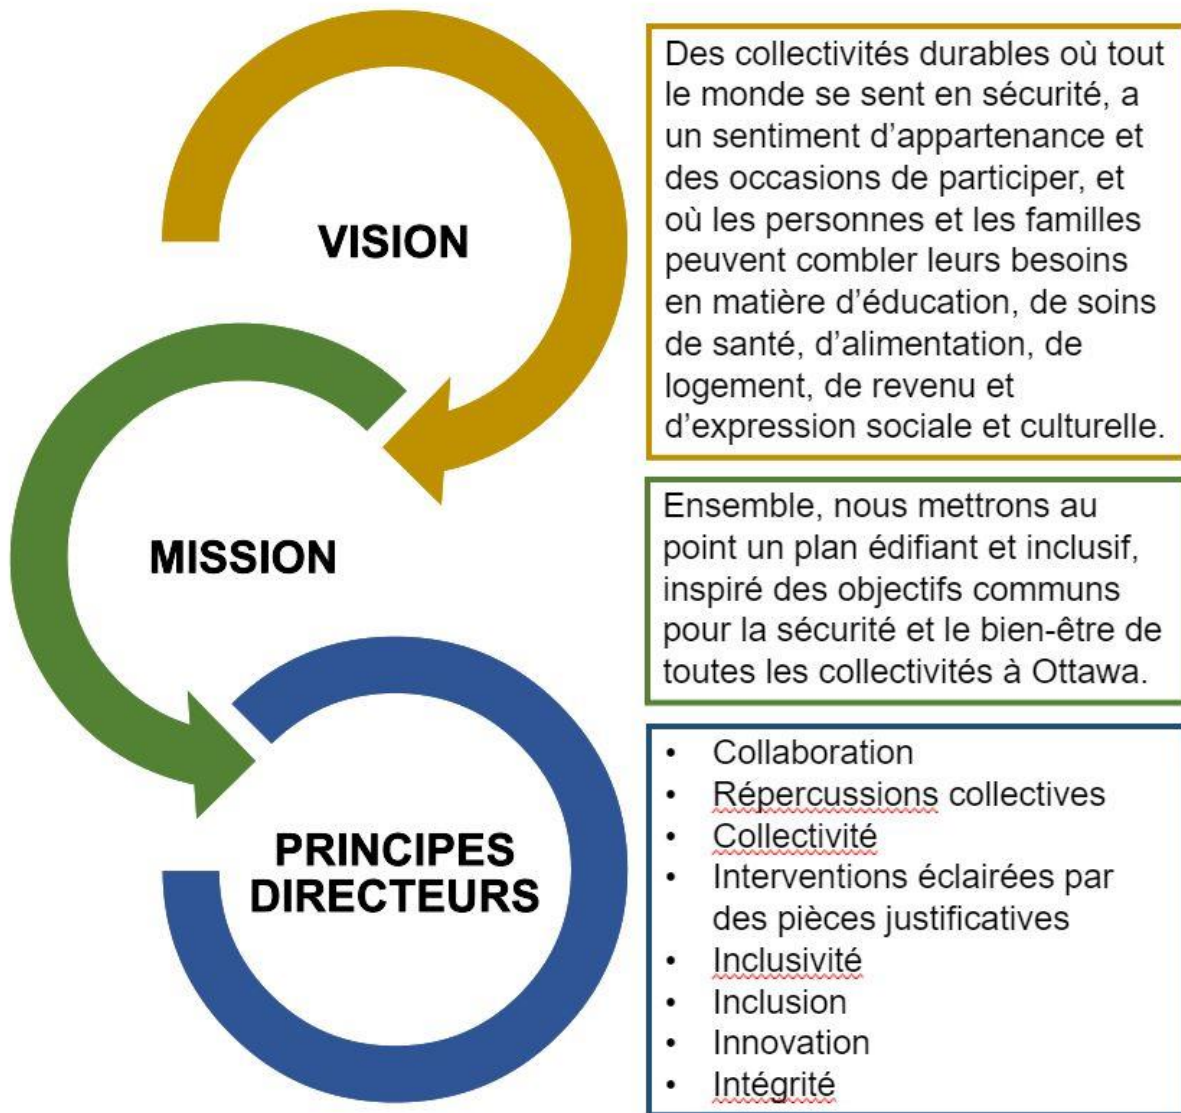 VISION
Des collectivités durables où tout
le monde se sent en sécurité, a
un sentiment d’appartenance et
des occasions de participer, et
où les personnes et les familles
peuvent combler leurs besoins
en matière d’éducation, de soins
de santé, d’alimentation, de
logement, de revenu et
d’expression sociale et culturelle.
MISSION
Ensemble, nous mettrons au
point un plan édifiant et inclusif,
inspiré des objectifs communs
pour la sécurité et le bien-être de
toutes les collectivités à Ottawa.
PRINCIPES
DIRECTEURS
• Collaboration
• Répercussions collectives
• Collectivité
• Interventions éclairées par
des pièces justificatives
• Inclusivité
• Inclusion
• Innovation
• Intégrité